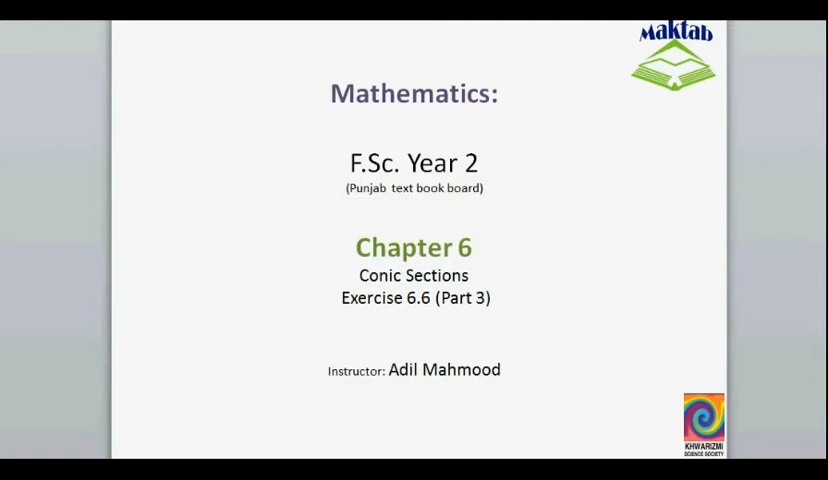 Maktab
Mathematics:
F.Sc. Year 2
(Punjab text book board)
Chapter 6
Conic Sections
Exercise 6.6 (Part 3)
Instructor: Adil Mahmood
KHWARIZMI
SCIENCE SOCIETY